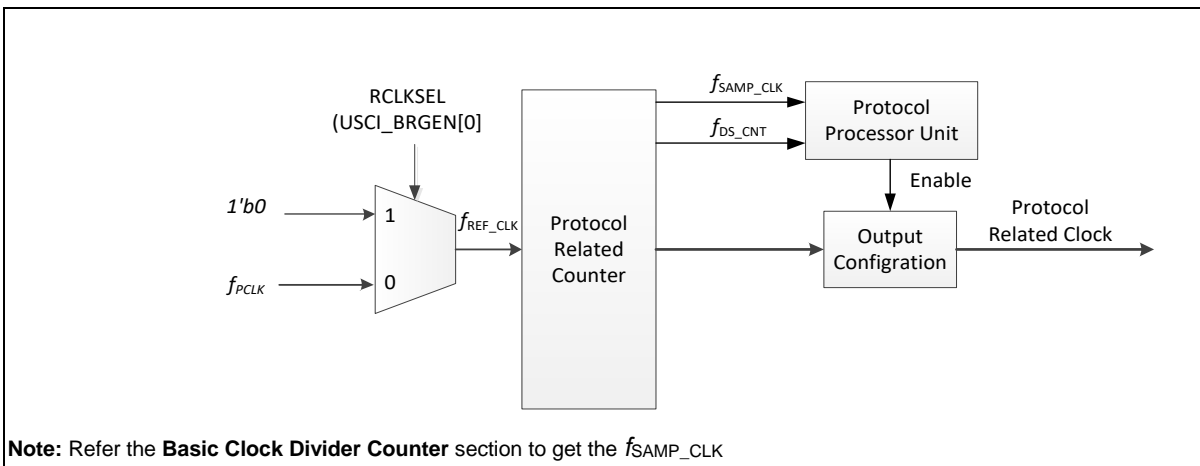 RCLKSEL
(USCI_BRGEN[0]
1'b0
1
fREF_CLK
fPCLK
0
Protocol
Related
Counter
fSAMP_CLK
fDS_CNT
Protocol
Processor Unit
Enable
Output
Configration
Protocol
Related Clock
Note: Refer the Basic Clock Divider Counter section to get the fSAMP_CLK